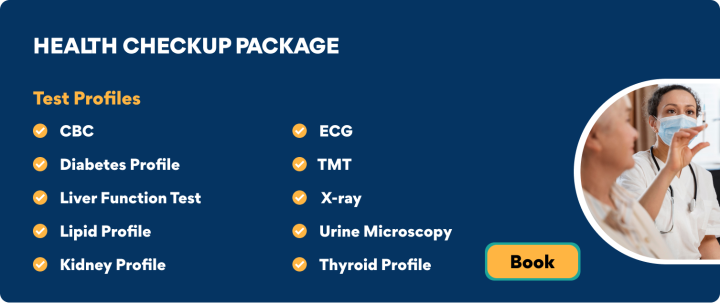 HEALTH CHECKUP PACKAGE
Test Profiles
CBC
Diabetes Profile
Liver Function Test
Lipid Profile
Kidney Profile
ECG
TMT
X-ray
Urine Microscopy
Thyroid Profile
Book